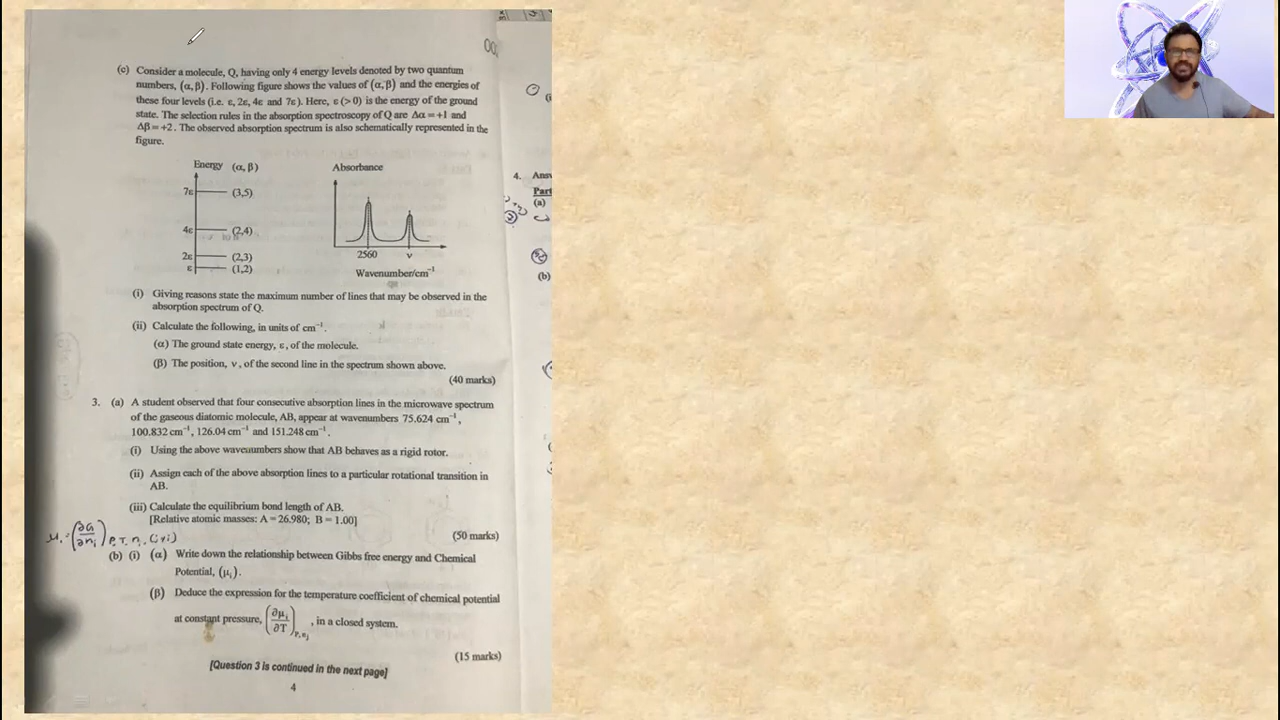 (c) Consider a molecule, Q, having only 4 energy levels denoted by two quantum
numbers, (α, β). Following figure shows the values of (α, β) and the energies of
these four levels (i.e. ε, 2ε, 4ε and 7ε). Here, ε (> 0) is the energy of the ground
state. The selection rules in the absorption spectroscopy of Q are Δα = +1 and
Δβ = +2. The observed absorption spectrum is also schematically represented in the
figure.
Energy (α, β)
7ε (3,5)
4ε (2,4)
2ε (2,3)
ε (1,2)
Absorbance
2560 ν
Wavenumber/cm⁻¹
(i) Giving reasons state the maximum number of lines that may be observed in the
absorption spectrum of Q.
(ii) Calculate the following, in units of cm⁻¹.
(α) The ground state energy, ε, of the molecule.
(β) The position, ν, of the second line in the spectrum shown above.
(40 marks)
3. (a) A student observed that four consecutive absorption lines in the microwave spectrum
of the gaseous diatomic molecule, AB, appear at wavenumbers 75.624 cm⁻¹,
100.832 cm⁻¹, 126.04 cm⁻¹ and 151.248 cm⁻¹.
(i) Using the above wavenumbers show that AB behaves as a rigid rotor.
(ii) Assign each of the above absorption lines to a particular rotational transition in
AB.
(iii) Calculate the equilibrium bond length of AB.
[Relative atomic masses: A = 26.980; B = 1.00]
(50 marks)
(b) (i) (α) Write down the relationship between Gibbs free energy and Chemical
Potential, (μᵢ).
(β) Deduce the expression for the temperature coefficient of chemical potential
at constant pressure, (∂μᵢ/∂T)P,nⱼ , in a closed system.
(15 marks)
[Question 3 is continued in the next page]
4
4. Answ
Part
(a)
(b)